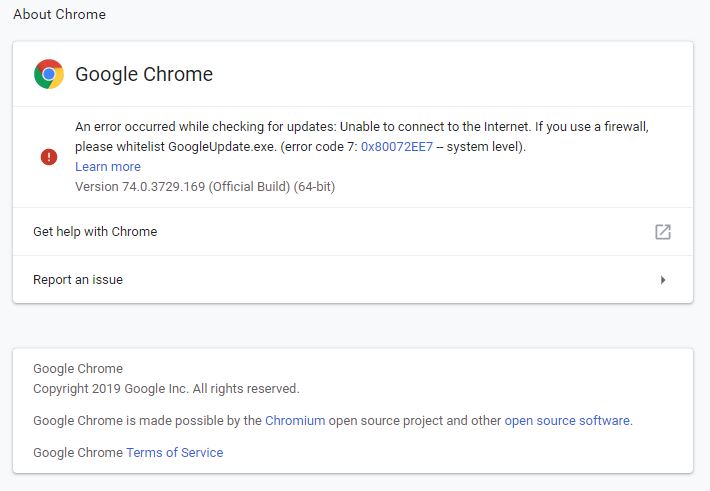 About Chrome
Google Chrome
An error occurred while checking for updates: Unable to connect to the Internet. If you use a firewall,
please whitelist GoogleUpdate.exe. (error code 7: 0x80072EE7 -- system level).
Learn more
Version 74.0.3729.169 (Official Build) (64-bit)
Get help with Chrome
Report an issue
Google Chrome
Copyright 2019 Google Inc. All rights reserved.
Google Chrome is made possible by the Chromium open source project and other open source software.
Google Chrome Terms of Service